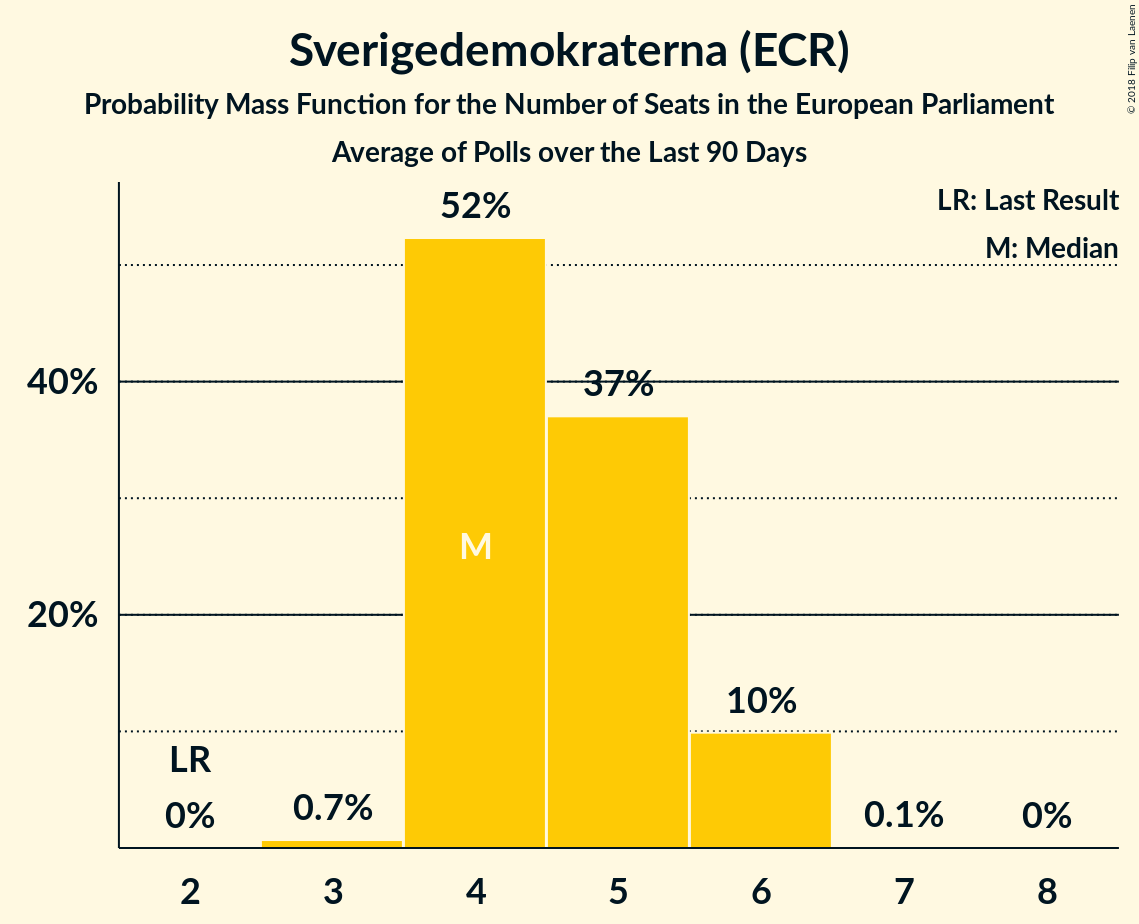 Sverigedemokraterna (ECR)
Probability Mass Function for the Number of Seats in the European Parliament
Average of Polls over the Last 90 Days
© 2018 Filip van Laenen
LR: Last Result
M: Median
52%
40%
37%
M
20%
10%
LR
0%
0.7%
0.1%
0%
2 3 4 5 6 7 8